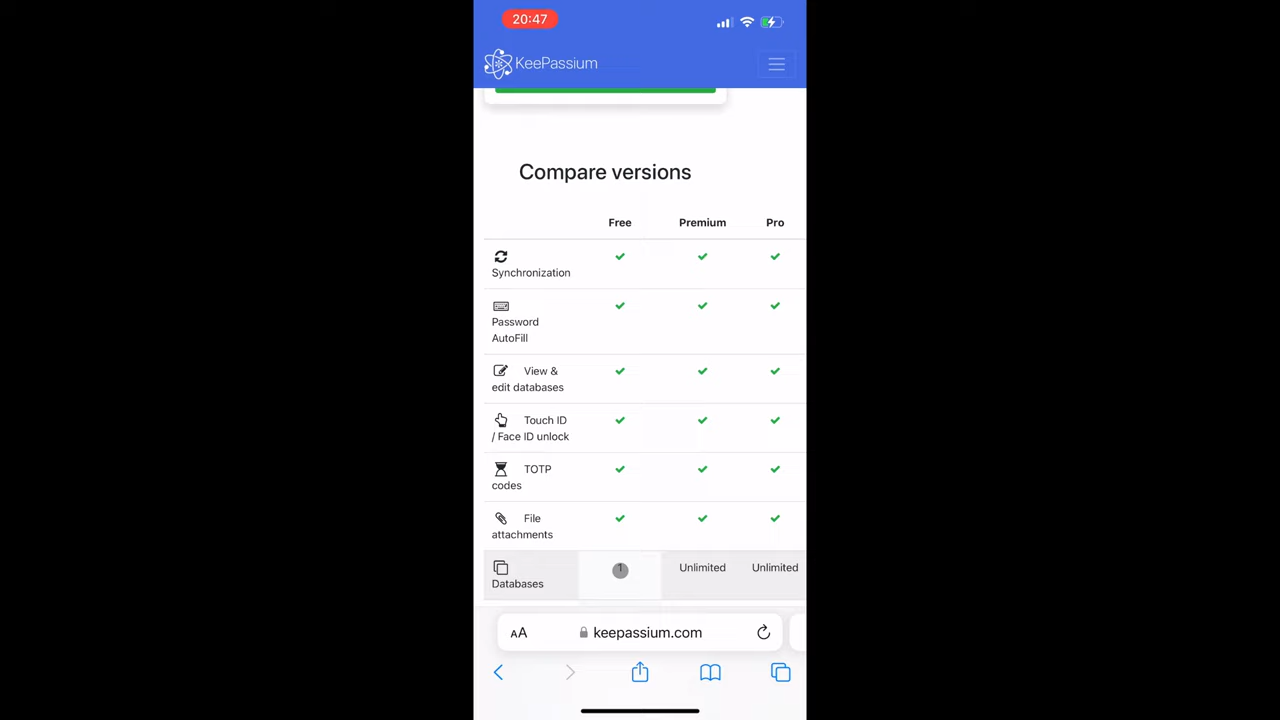 20:47
KeePassium
Compare versions
Free Premium Pro
Synchronization
Password
AutoFill
View &
edit databases
Touch ID
/ Face ID unlock
TOTP
codes
File
attachments
Databases
1 Unlimited Unlimited
AA keepassium.com